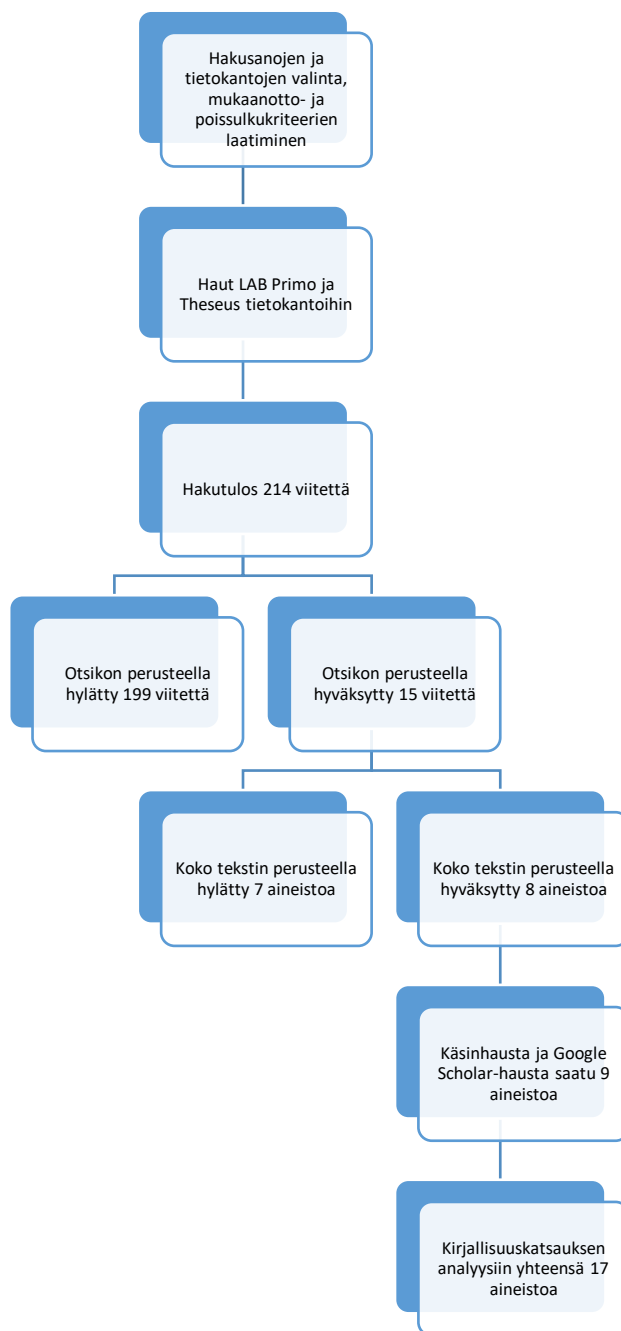 Hakusanojen ja
tietokantojen valinta,
mukaanotto- ja
poissulkukriteerien
laatiminen
Haut LAB Primo ja
Theseus tietokantoihin
Hakutulos 214 viitettä
Otsikon perusteella
hylätty 199 viitettä
Otsikon perusteella
hyväksytty 15 viitettä
Koko tekstin perusteella
hylätty 7 aineistoa
Koko tekstin perusteella
hyväksytty 8 aineistoa
Käsinhausta ja Google
Scholar-hausta saatu 9
aineistoa
Kirjallisuuskatsauksen
analyysiin yhteensä 17
aineistoa